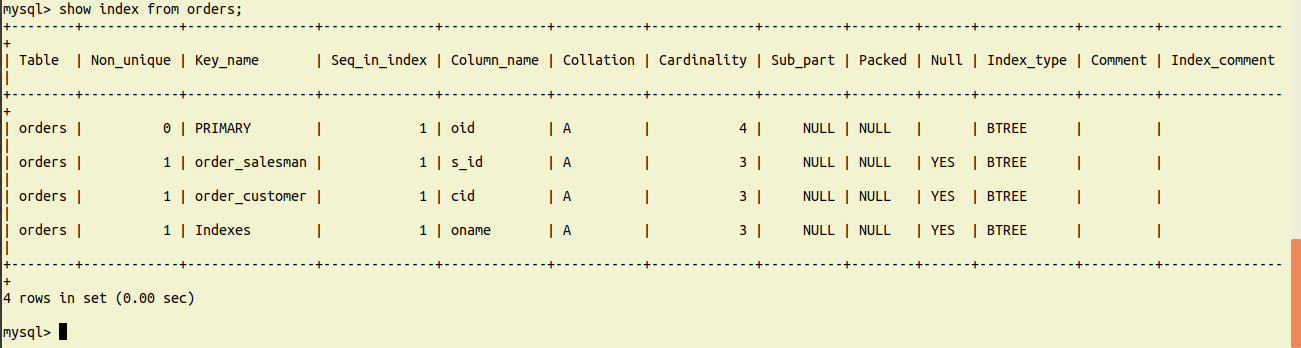 mysql> show index from orders;
+--------+------------+----------------+--------------+-------------+-----------+-------------+----------+--------+------+------------+---------+---------------
+
| Table  | Non_unique | Key_name       | Seq_in_index | Column_name | Collation | Cardinality | Sub_part | Packed | Null | Index_type | Comment | Index_comment
|
+--------+------------+----------------+--------------+-------------+-----------+-------------+----------+--------+------+------------+---------+---------------
+
| orders |          0 | PRIMARY        |            1 | oid         | A         |           4 |     NULL | NULL   |      | BTREE      |         |
|
| orders |          1 | order_salesman |            1 | s_id        | A         |           3 |     NULL | NULL   | YES  | BTREE      |         |
|
| orders |          1 | order_customer |            1 | cid         | A         |           3 |     NULL | NULL   | YES  | BTREE      |         |
|
| orders |          1 | Indexes        |            1 | oname       | A         |           3 |     NULL | NULL   | YES  | BTREE      |         |
|
+--------+------------+----------------+--------------+-------------+-----------+-------------+----------+--------+------+------------+---------+---------------
+
4 rows in set (0.00 sec)
mysql>